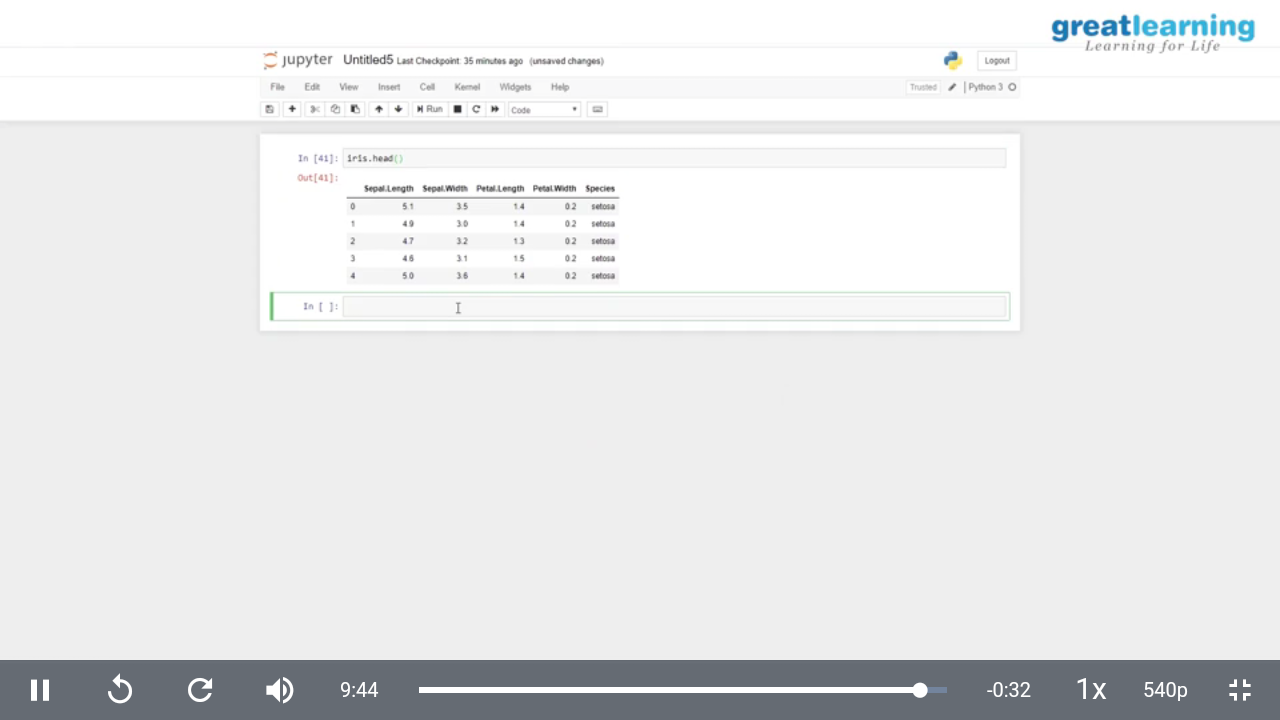 greatlearning
Learning for Life
jupyter Untitled5 Last Checkpoint: 35 minutes ago (unsaved changes)
Logout
File Edit View Insert Cell Kernel Widgets Help
Trusted Python 3
Run Code
In [41]: iris.head()
Out[41]:
Sepal.Length Sepal.Width Petal.Length Petal.Width Species
0 5.1 3.5 1.4 0.2 setosa
1 4.9 3.0 1.4 0.2 setosa
2 4.7 3.2 1.3 0.2 setosa
3 4.6 3.1 1.5 0.2 setosa
4 5.0 3.6 1.4 0.2 setosa
In [ ]:
9:44 -0:32 1x 540p